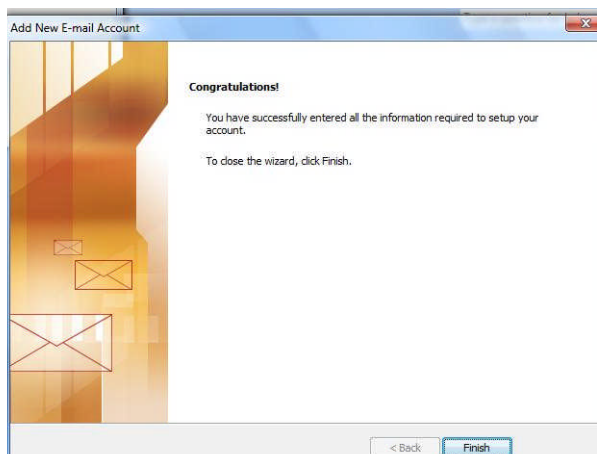 Add New E-mail Account
Congratulations!
You have successfully entered all the information required to setup your
account.
To close the wizard, click Finish.
< Back
Finish